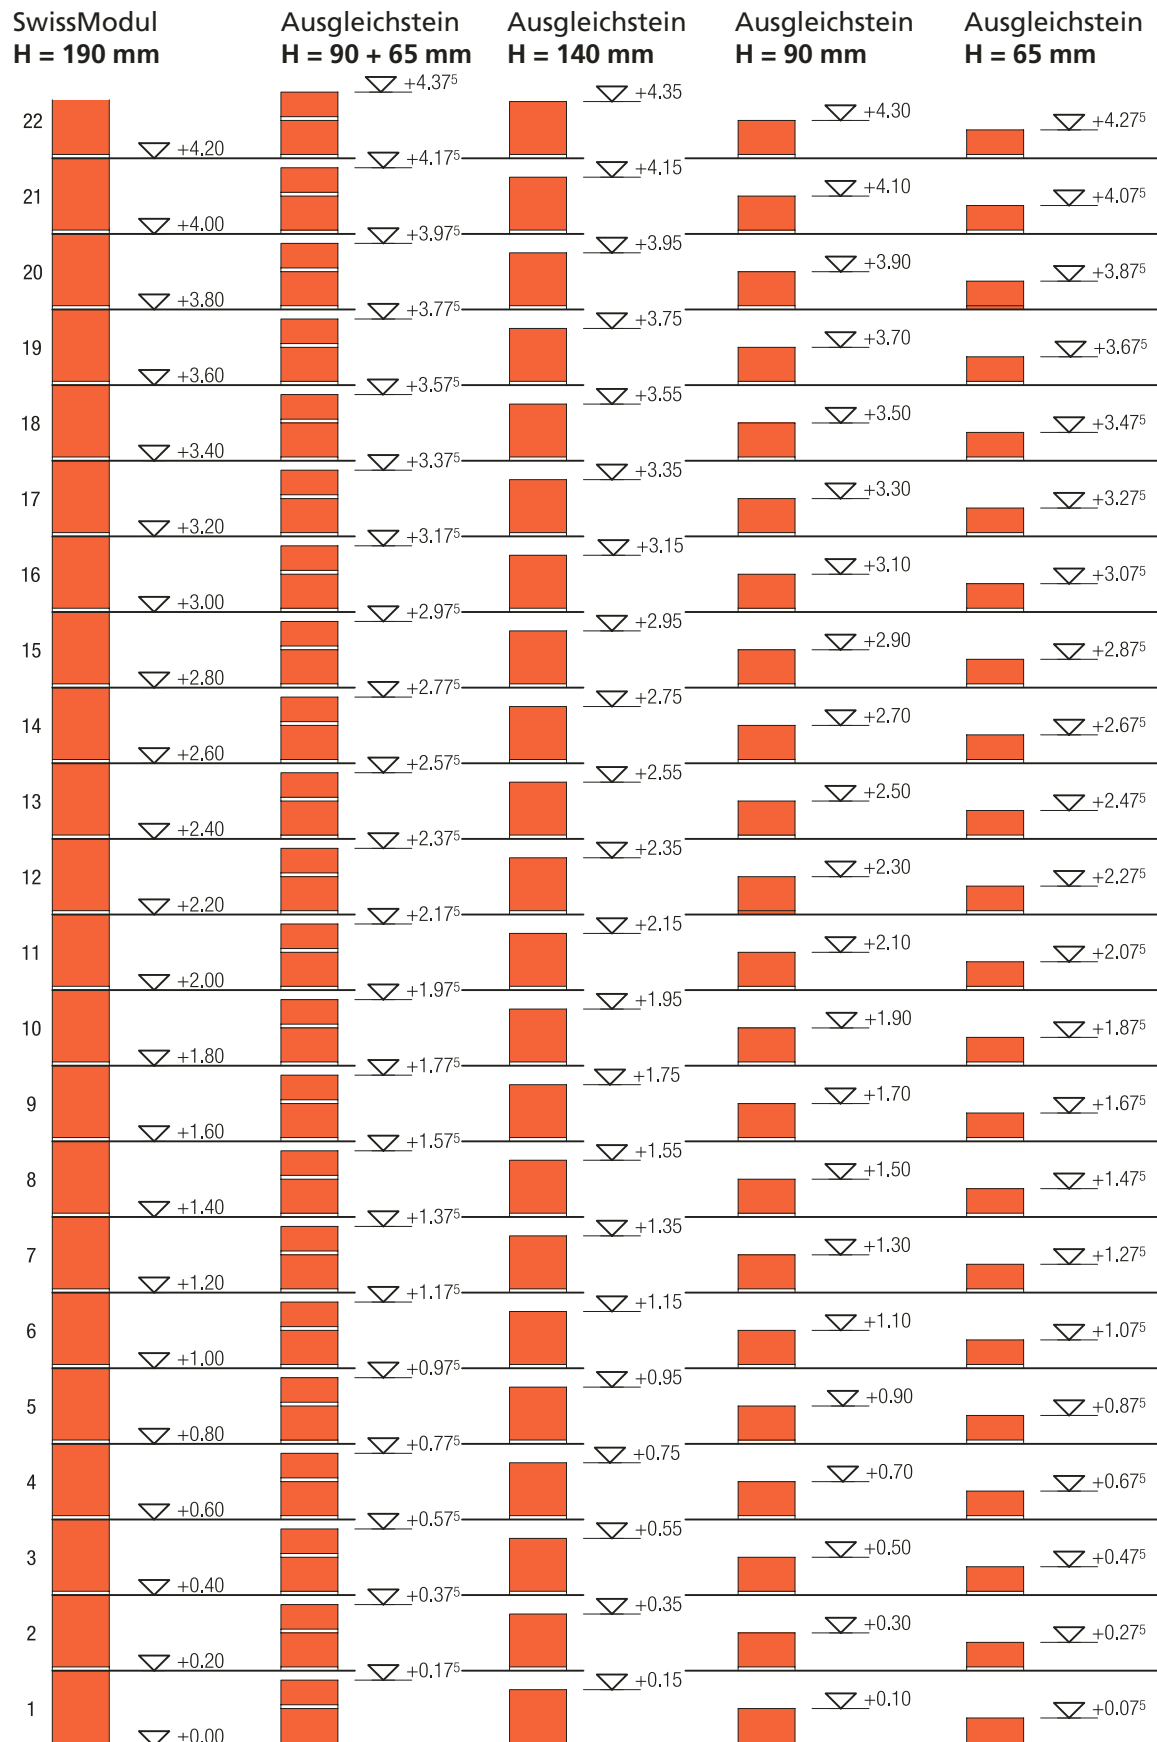 SwissModul Ausgleichstein Ausgleichstein Ausgleichstein Ausgleichstein
H = 190 mm H = 90 + 65 mm H = 140 mm H = 90 mm H = 65 mm
+4.37⁵ +4.35 +4.30 +4.27⁵
22
+4.20 +4.17⁵ +4.15 +4.10 +4.07⁵
21
+4.00 +3.97⁵ +3.95 +3.90 +3.87⁵
20
+3.80 +3.77⁵ +3.75 +3.70 +3.67⁵
19
+3.60 +3.57⁵ +3.55 +3.50 +3.47⁵
18
+3.40 +3.37⁵ +3.35 +3.30 +3.27⁵
17
+3.20 +3.17⁵ +3.15 +3.10 +3.07⁵
16
+3.00 +2.97⁵ +2.95 +2.90 +2.87⁵
15
+2.80 +2.77⁵ +2.75 +2.70 +2.67⁵
14
+2.60 +2.57⁵ +2.55 +2.50 +2.47⁵
13
+2.40 +2.37⁵ +2.35 +2.30 +2.27⁵
12
+2.20 +2.17⁵ +2.15 +2.10 +2.07⁵
11
+2.00 +1.97⁵ +1.95 +1.90 +1.87⁵
10
+1.80 +1.77⁵ +1.75 +1.70 +1.67⁵
9
+1.60 +1.57⁵ +1.55 +1.50 +1.47⁵
8
+1.40 +1.37⁵ +1.35 +1.30 +1.27⁵
7
+1.20 +1.17⁵ +1.15 +1.10 +1.07⁵
6
+1.00 +0.97⁵ +0.95 +0.90 +0.87⁵
5
+0.80 +0.77⁵ +0.75 +0.70 +0.67⁵
4
+0.60 +0.57⁵ +0.55 +0.50 +0.47⁵
3
+0.40 +0.37⁵ +0.35 +0.30 +0.27⁵
2
+0.20 +0.17⁵ +0.15 +0.10 +0.07⁵
1
+0.00